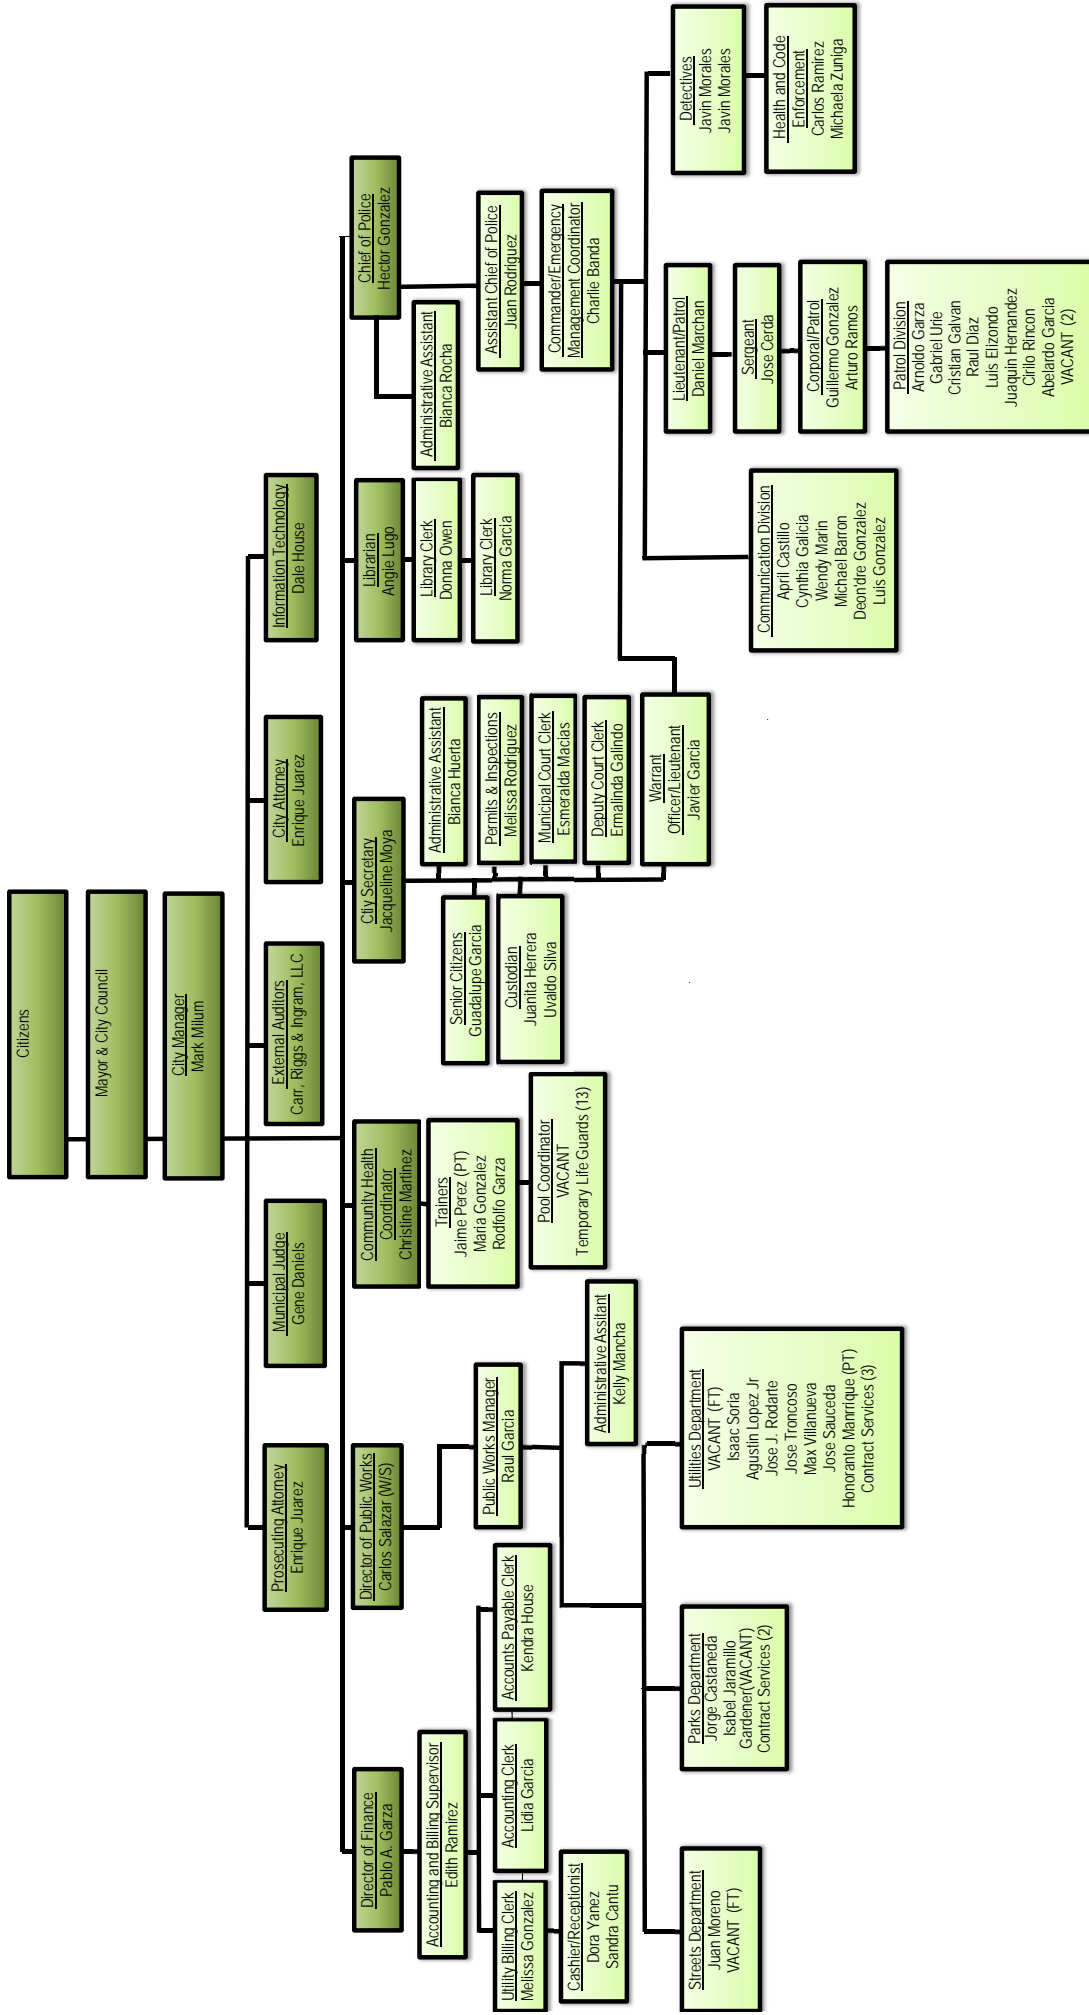 Citizens
Mayor & City Council
City Manager
Mark Milum
Prosecuting Attorney
Enrique Juarez
Municipal Judge
Gene Daniels
External Auditors
Carr, Riggs & Ingram, LLC
City Attorney
Enrique Juarez
Information Technology
Dale House
Director of Finance
Pablo A. Garza
Accounting and Billing Supervisor
Edith Ramirez
Utility Billing Clerk
Melissa Gonzalez
Accounting Clerk
Lidia Garcia
Accounts Payable Clerk
Kendra House
Cashier/Receptionist
Dora Yanez
Sandra Cantu
Director of Public Works
Carlos Salazar (W/S)
Public Works Manager
Raul Garcia
Administrative Assitant
Kelly Mancha
Streets Department
Juan Moreno
VACANT (FT)
Parks Department
Jorge Castaneda
Isabel Jaramillo
Gardener(VACANT)
Contract Services (2)
Utilities Department
VACANT (FT)
Isaac Soria
Agustin Lopez Jr
Jose J. Rodarte
Jose Troncoso
Max Villanueva
Jose Sauceda
Honoranto Manrrique (PT)
Contract Services (3)
Community Health
Coordinator
Christine Martinez
Trainers
Jaime Perez (PT)
Maria Gonzalez
Rodfolfo Garza
Pool Coordinator
VACANT
Temporary Life Guards (13)
Ctiy Secretary
Jacqueline Moya
Senior Citizens
Guadalupe Garcia
Custodian
Juanita Herrera
Uvaldo Silva
Administrative Assistant
Bianca Huerta
Permits & Inspections
Melissa Rodriguez
Municipal Court Clerk
Esmeralda Macias
Deputy Court Clerk
Ermalinda Galindo
Warrant
Officer/Lieutenant
Javier Garcia
Librarian
Angie Lugo
Library Clerk
Donna Owen
Library Clerk
Norma Garcia
Chief of Police
Hector Gonzalez
Administrative Assistant
Bianca Rocha
Assistant Chief of Police
Juan Rodriguez
Commander/Emergency
Management Coordinator
Charlie Banda
Communication Division
April Castillo
Cynthia Galicia
Wendy Marin
Michael Barron
Deon'dre Gonzalez
Luis Gonzalez
Lieutenant/Patrol
Daniel Marchan
Sergeant
Jose Cerda
Corporal/Patrol
Guillermo Gonzalez
Arturo Ramos
Patrol Division
Arnoldo Garza
Gabriel Urie
Cristian Galvan
Raul Diaz
Luis Elizondo
Juaquin Hernandez
Cirilo Rincon
Abelardo Garcia
VACANT (2)
Detectives
Javin Morales
Javin Morales
Health and Code
Enforcement
Carlos Ramirez
Michaela Zuniga